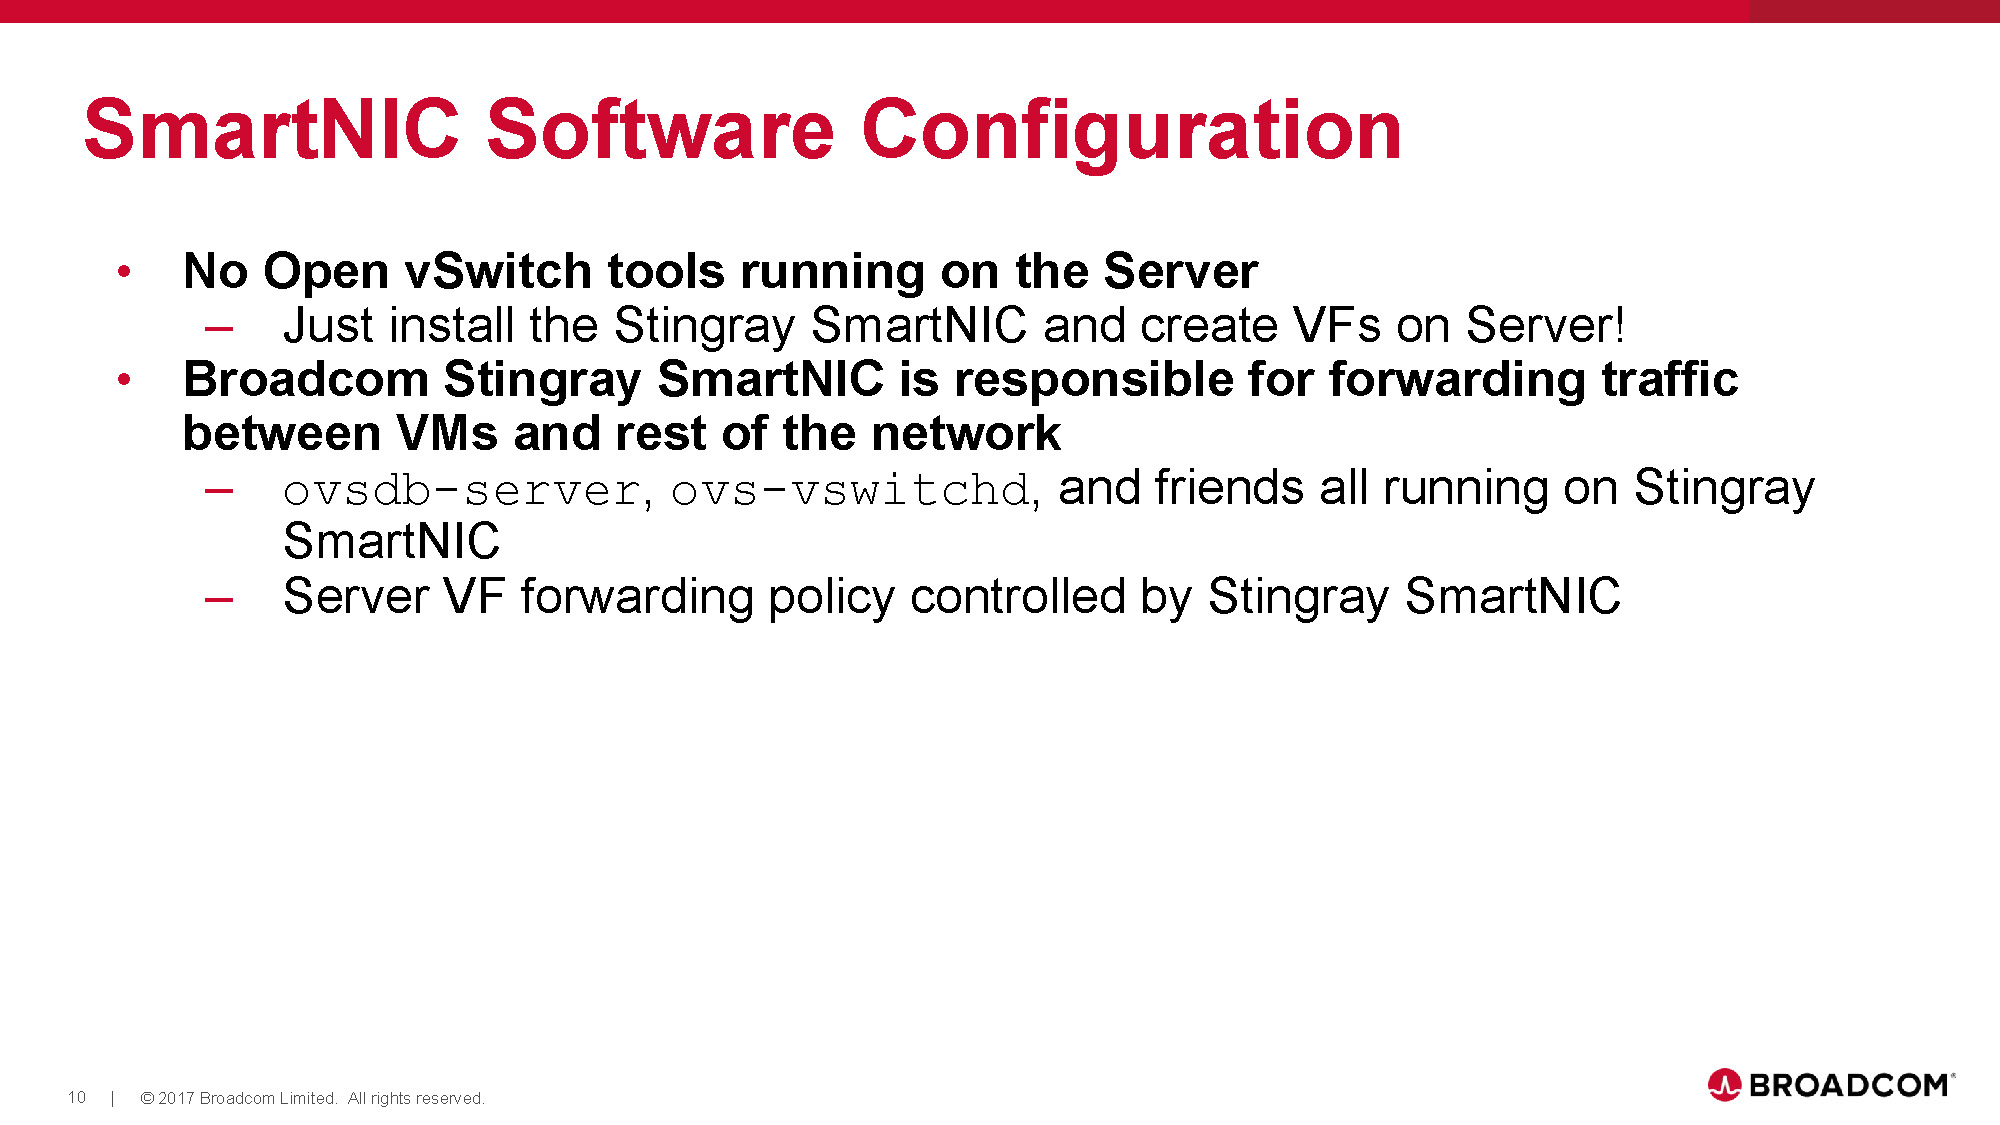 SmartNIC Software Configuration
• No Open vSwitch tools running on the Server
– Just install the Stingray SmartNIC and create VFs on Server!
• Broadcom Stingray SmartNIC is responsible for forwarding traffic
between VMs and rest of the network
– ovsdb-server, ovs-vswitchd, and friends all running on Stingray
SmartNIC
– Server VF forwarding policy controlled by Stingray SmartNIC
10 | © 2017 Broadcom Limited. All rights reserved.
BROADCOM®